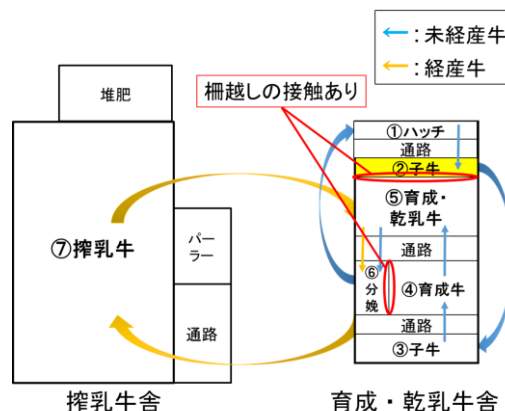 ←：未経産牛
←：経産牛
柵越しの接触あり
堆肥
⑦搾乳牛
パー
ラー
通路
搾乳牛舎
①ハッチ
通路
②子牛
⑤育成・
乾乳牛
通路
⑥
分
娩
④育成牛
通路
③子牛
育成・乾乳牛舎